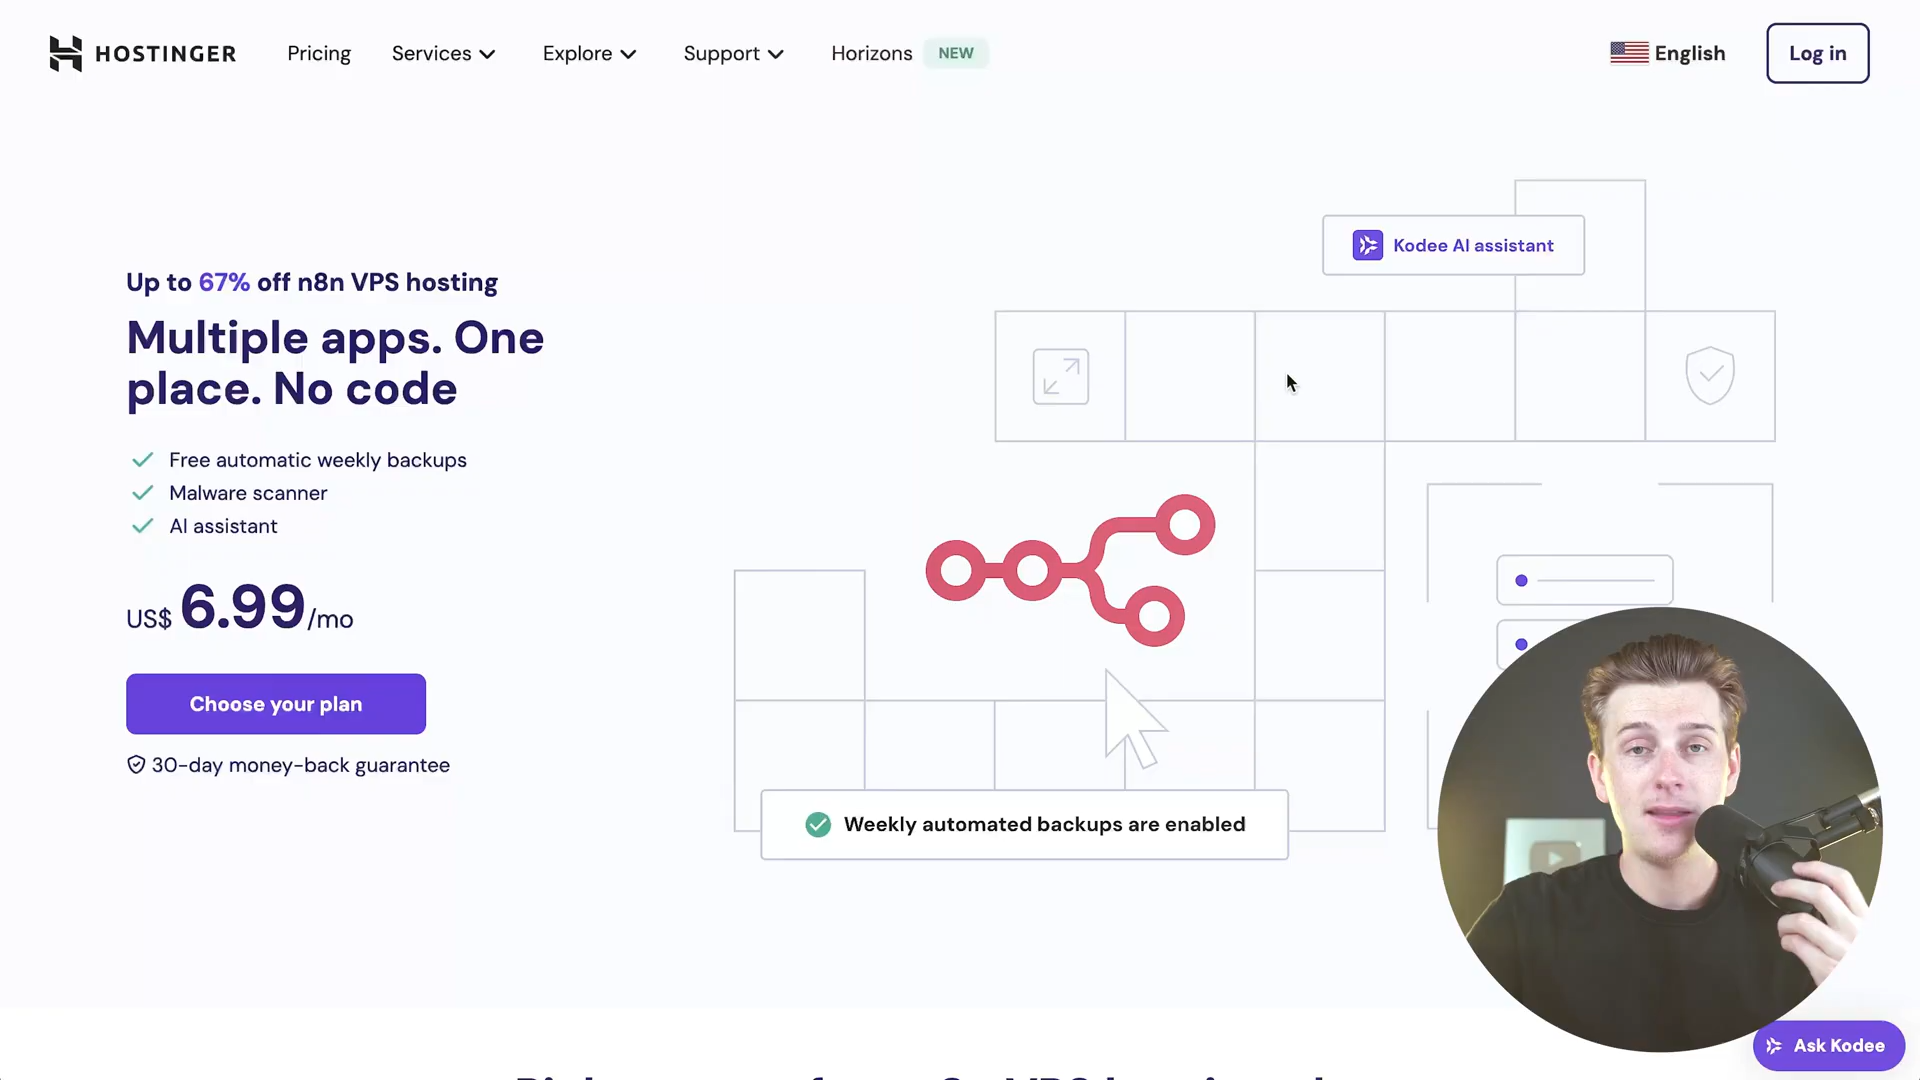 HOSTINGER
Pricing
Services
Explore
Support
Horizons NEW
English
Log in
Kodee AI assistant
Up to 67% off n8n VPS hosting
Multiple apps. One
place. No code
Free automatic weekly backups
Malware scanner
AI assistant
US$ 6.99/mo
Choose your plan
30-day money-back guarantee
Weekly automated backups are enabled
Ask Kodee